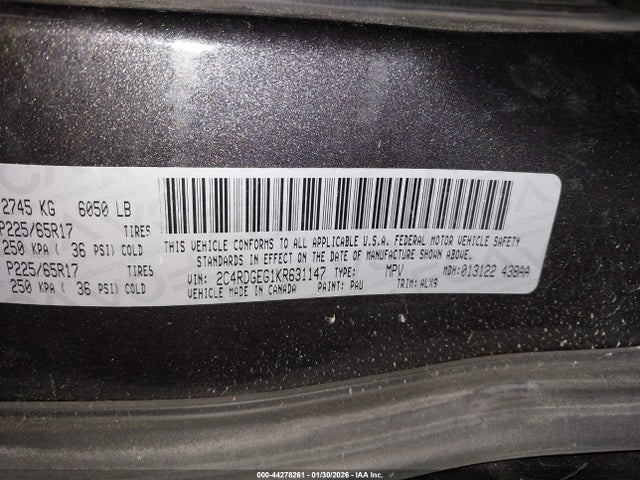 2745 KG 6050 LB
P225/65R17 TIRES
250 KPA ( 36 PSI) COLD
P225/65R17 TIRES
250 KPA ( 36 PSI) COLD
THIS VEHICLE CONFORMS TO ALL APPLICABLE U.S.A. FEDERAL MOTOR VEHICLE SAFETY
STANDARDS IN EFFECT ON THE DATE OF MANUFACTURE SHOWN ABOVE.
VIN: 2C4RDGEG1KR631147 TYPE: MPV MDH: 013122 438AA
VEHICLE MADE IN CANADA PAINT: PAU TRIM: ALX9
000-44278261 - 01/30/2026 - IAA Inc.